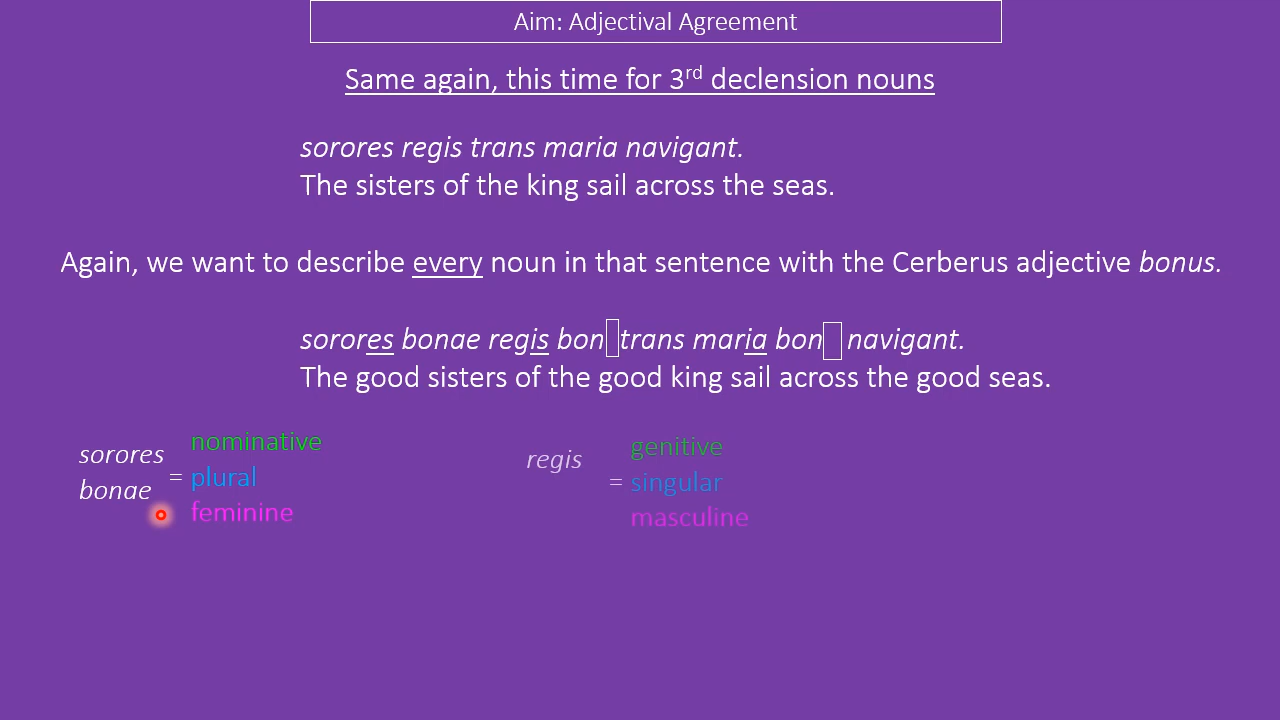 Aim: Adjectival Agreement
Same again, this time for 3rd declension nouns
sorores regis trans maria navigant.
The sisters of the king sail across the seas.
Again, we want to describe every noun in that sentence with the Cerberus adjective bonus.
sorores bonae regis bon trans maria bon navigant.
The good sisters of the good king sail across the good seas.
sorores
bonae
=
nominative
plural
feminine
regis
=
genitive
singular
masculine